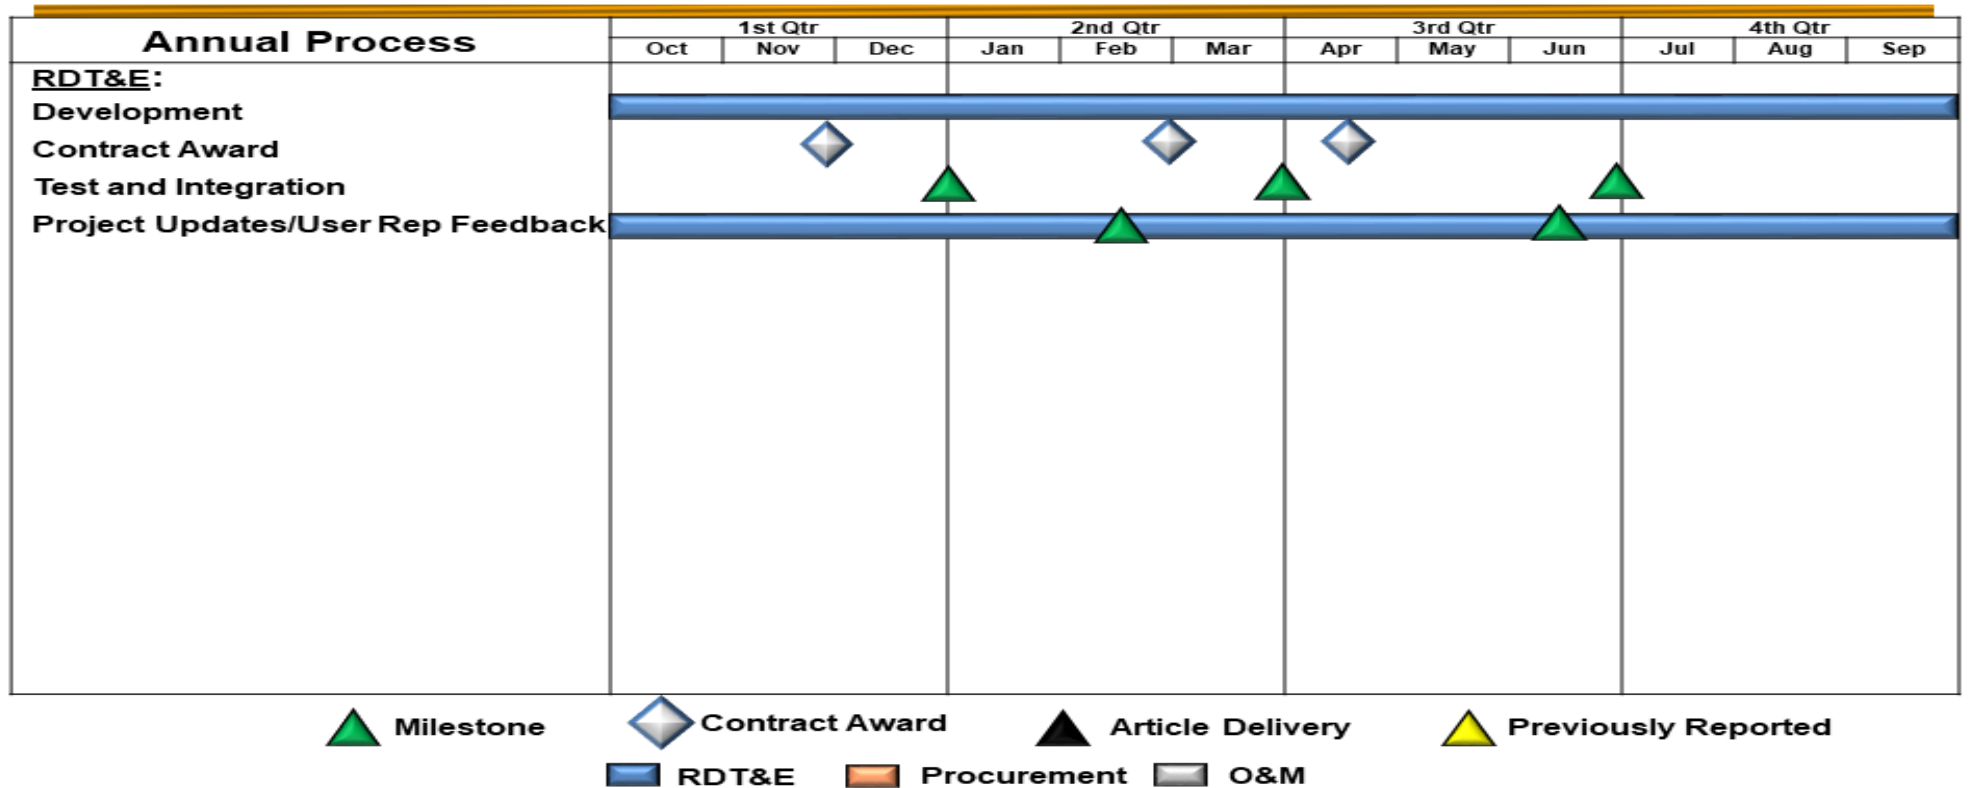 Annual Process
1st Qtr 2nd Qtr 3rd Qtr 4th Qtr
Oct Nov Dec Jan Feb Mar Apr May Jun Jul Aug Sep
RDT&E:
Development
Contract Award
Test and Integration
Project Updates/User Rep Feedback
Milestone Contract Award Article Delivery Previously Reported
RDT&E Procurement O&M